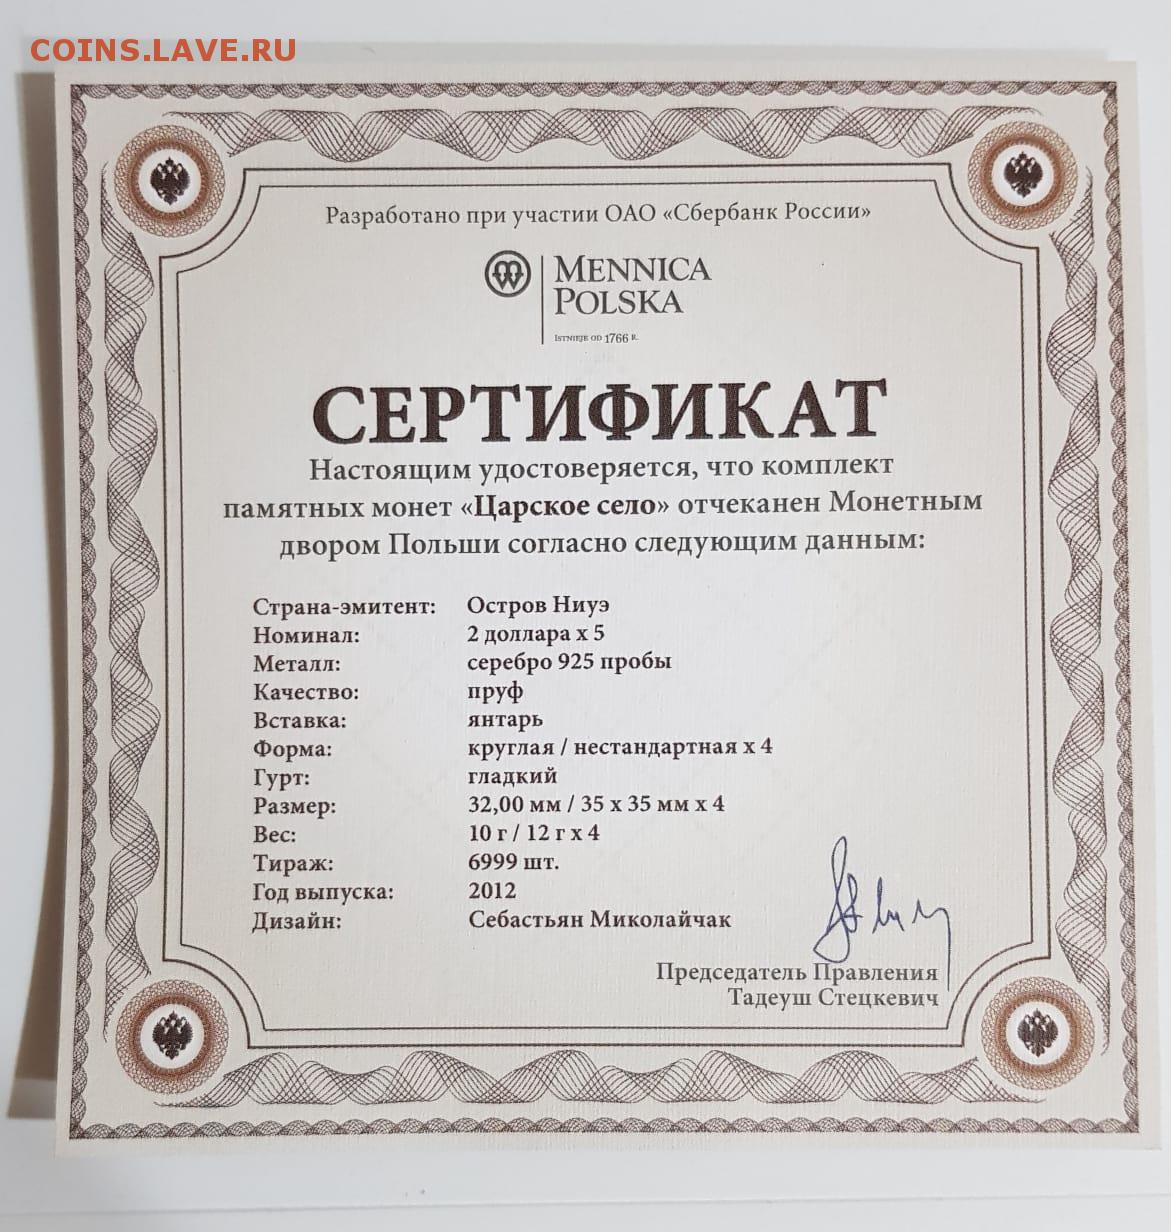 COINS.LAVE.RU
Разработано при участии ОАО «Сбербанк России»
MENNICA
POLSKA
ISTNIEJE OD 1766 R.
СЕРТИФИКАТ
Настоящим удостоверяется, что комплект
памятных монет «Царское село» отчеканен Монетным
двором Польши согласно следующим данным:
Страна-эмитент: Остров Ниуэ
Номинал: 2 доллара х 5
Металл: серебро 925 пробы
Качество: пруф
Вставка: янтарь
Форма: круглая / нестандартная х 4
Гурт: гладкий
Размер: 32,00 мм / 35 х 35 мм х 4
Вес: 10 г / 12 г х 4
Тираж: 6999 шт.
Год выпуска: 2012
Дизайн: Себастьян Миколайчак
Председатель Правления
Тадеуш Стецкевич